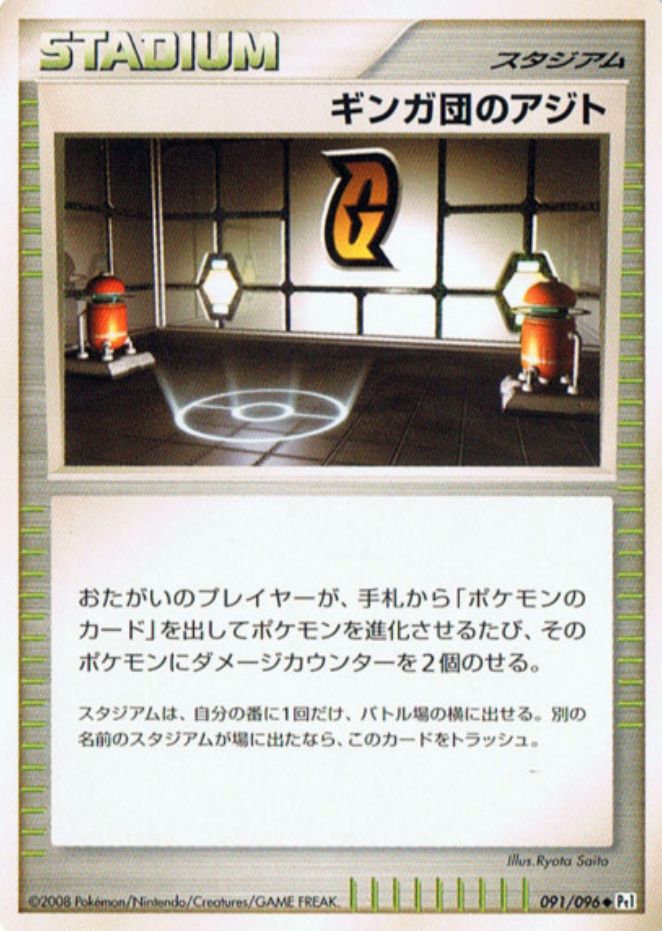 STADIUM
スタジアム
ギンガ団のアジト
G
おたがいのプレイヤーが、手札から「ポケモンの
カード」を出してポケモンを進化させるたび、その
ポケモンにダメージカウンターを2個のせる。
スタジアムは、自分の番に1回だけ、バトル場の横に出せる。別の
名前のスタジアムが場に出たなら、このカードをトラッシュ。
Illus.Ryota Saito
©2008 Pokémon/Nintendo/Creatures/GAME FREAK.
091/096◆ Pt1